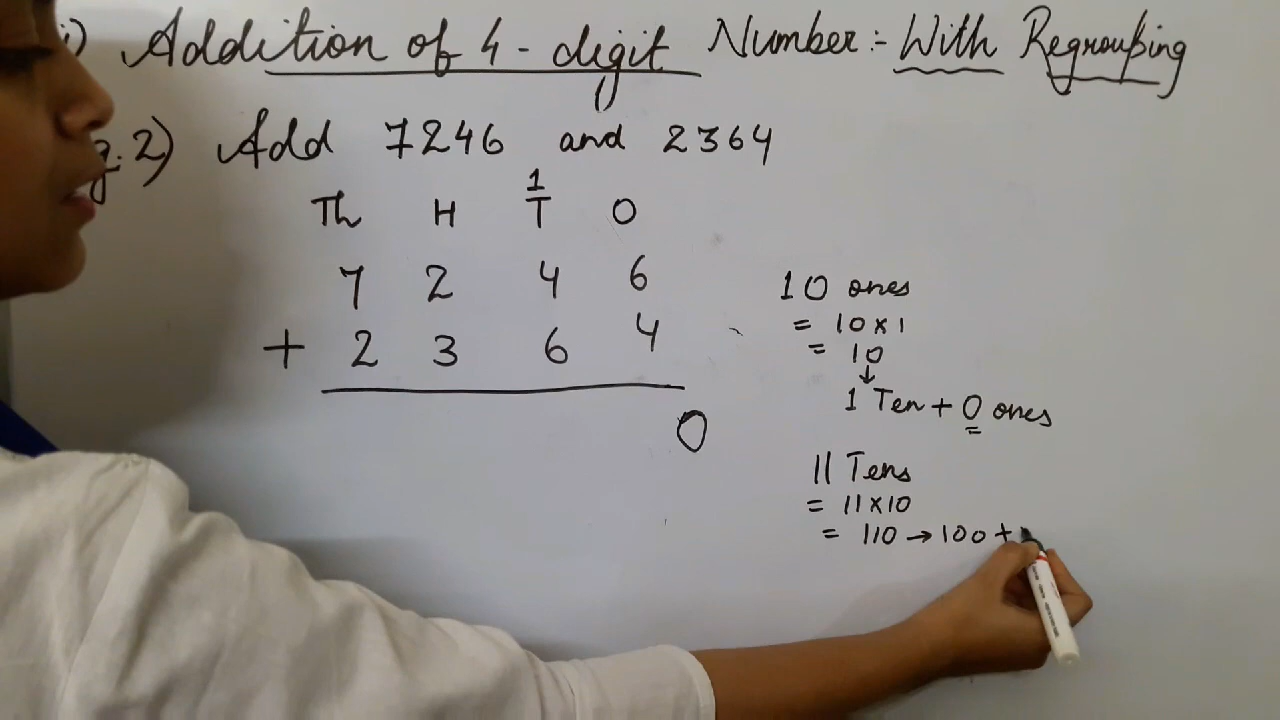 i) Addition of 4-digit Number:- With Regrouping
g.2) Add 7246 and 2364
1
Th H T O
7 2 4 6
+ 2 3 6 4
0
10 ones
= 10×1
= 10
↓
1 Ten + 0 ones
11 Tens
= 11×10
= 110 → 100 +